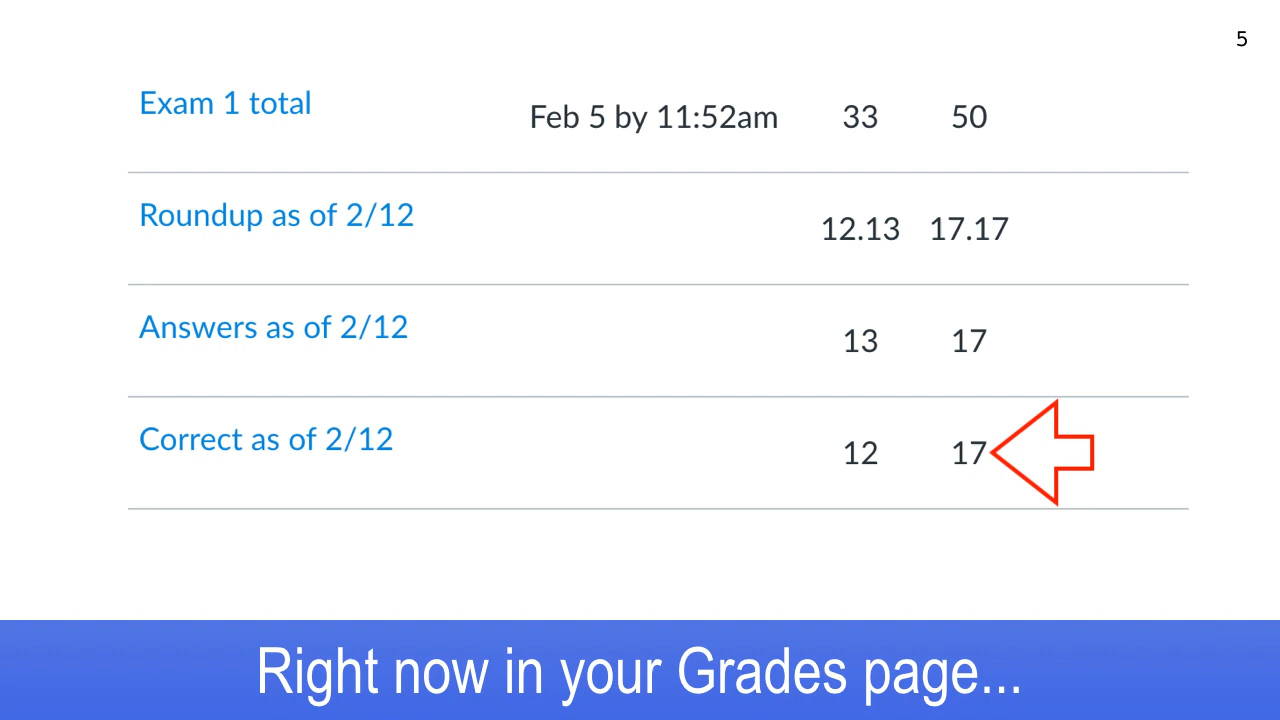 5
Exam 1 total Feb 5 by 11:52am 33 50
Roundup as of 2/12 12.13 17.17
Answers as of 2/12 13 17
Correct as of 2/12 12 17
Right now in your Grades page...